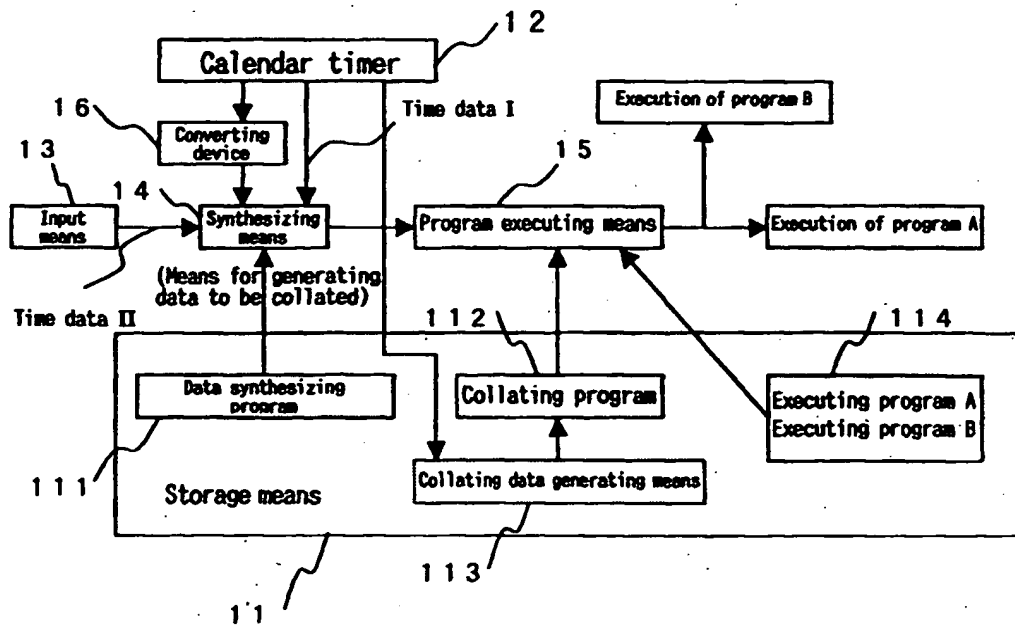 12
Calendar timer
Execution of program B
16
Time data I
13
Converting
device
15
14
Input
means
Synthesizing
means
Program executing means
Execution of program A
(Means for generating
data to be collated)
Time data II
112
114
Data synthesizing
program
Collating program
Executing program A
Executing program B
111
Storage means
Collating data generating means
113
11